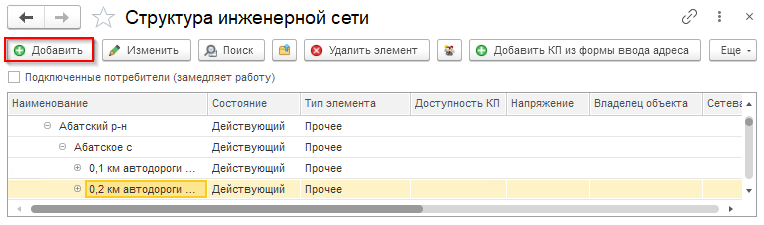 Структура инженерной сети
Добавить Изменить Поиск Удалить элемент Добавить КП из формы ввода адреса Еще
Подключенные потребители (замедляет работу)
Наименование Состояние Тип элемента Доступность КП Напряжение Владелец объекта Сетева
Абатский р-н Действующий Прочее
Абатское с Действующий Прочее
0,1 км автодороги ... Действующий Прочее
0,2 км автодороги ... Действующий Прочее